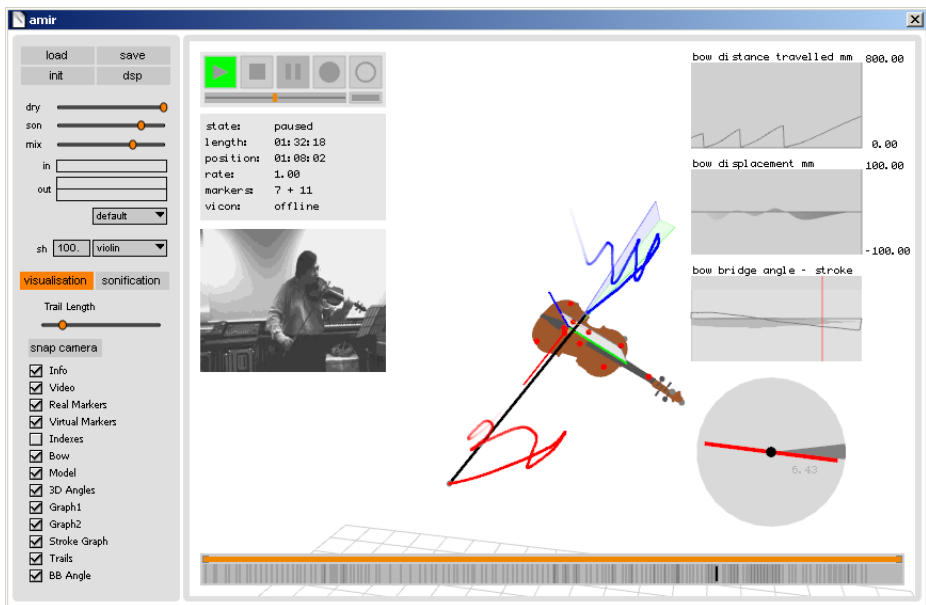 amir
load save
init dsp
dry
son
mix
in
out
default
sh 100. violin
visualisation sonification
Trail Length
snap camera
Info
Video
Real Markers
Virtual Markers
Indexes
Bow
Model
3D Angles
Graph1
Graph2
Stroke Graph
Trails
BB Angle
state: paused
length: 01:32:18
position: 01:08:02
rate: 1.00
markers: 7 + 11
vicon: offline
bow distance travelled mm 800.00
0.00
bow displacement mm 100.00
-100.00
bow bridge angle - stroke
6.43